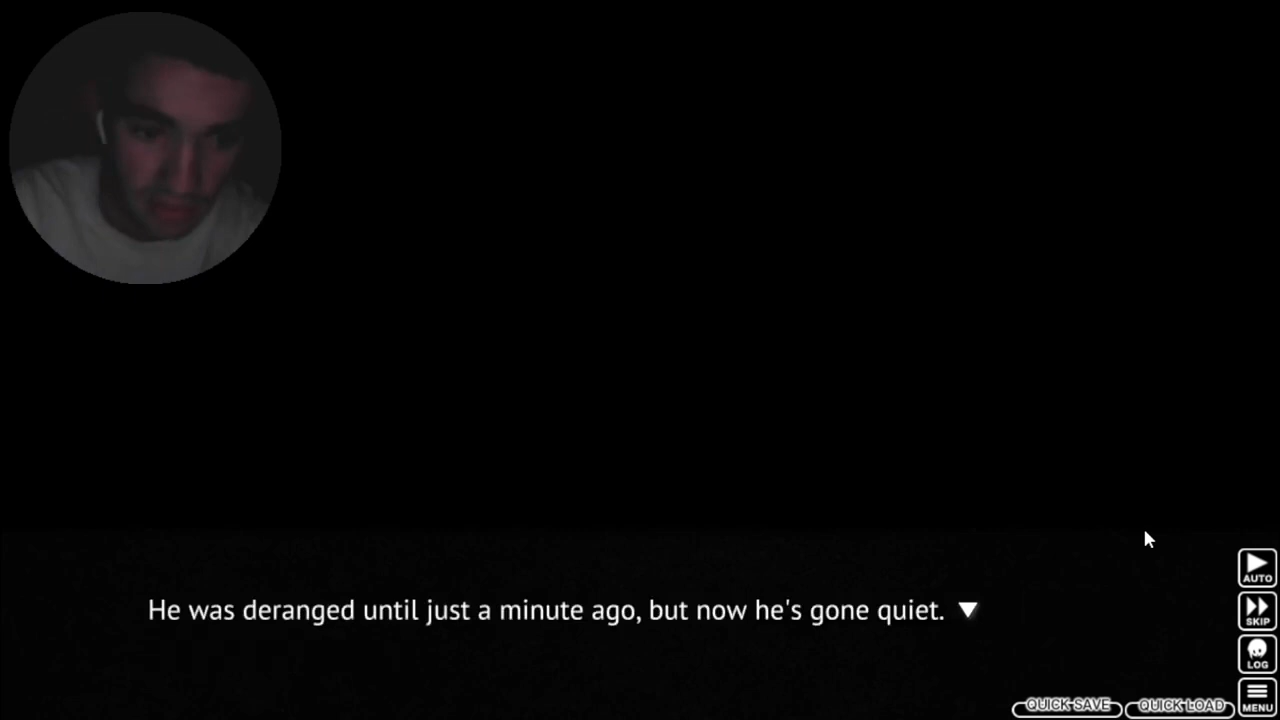 He was deranged until just a minute ago, but now he's gone quiet.
AUTO
SKIP
LOG
MENU
QUICK SAVE
QUICK LOAD